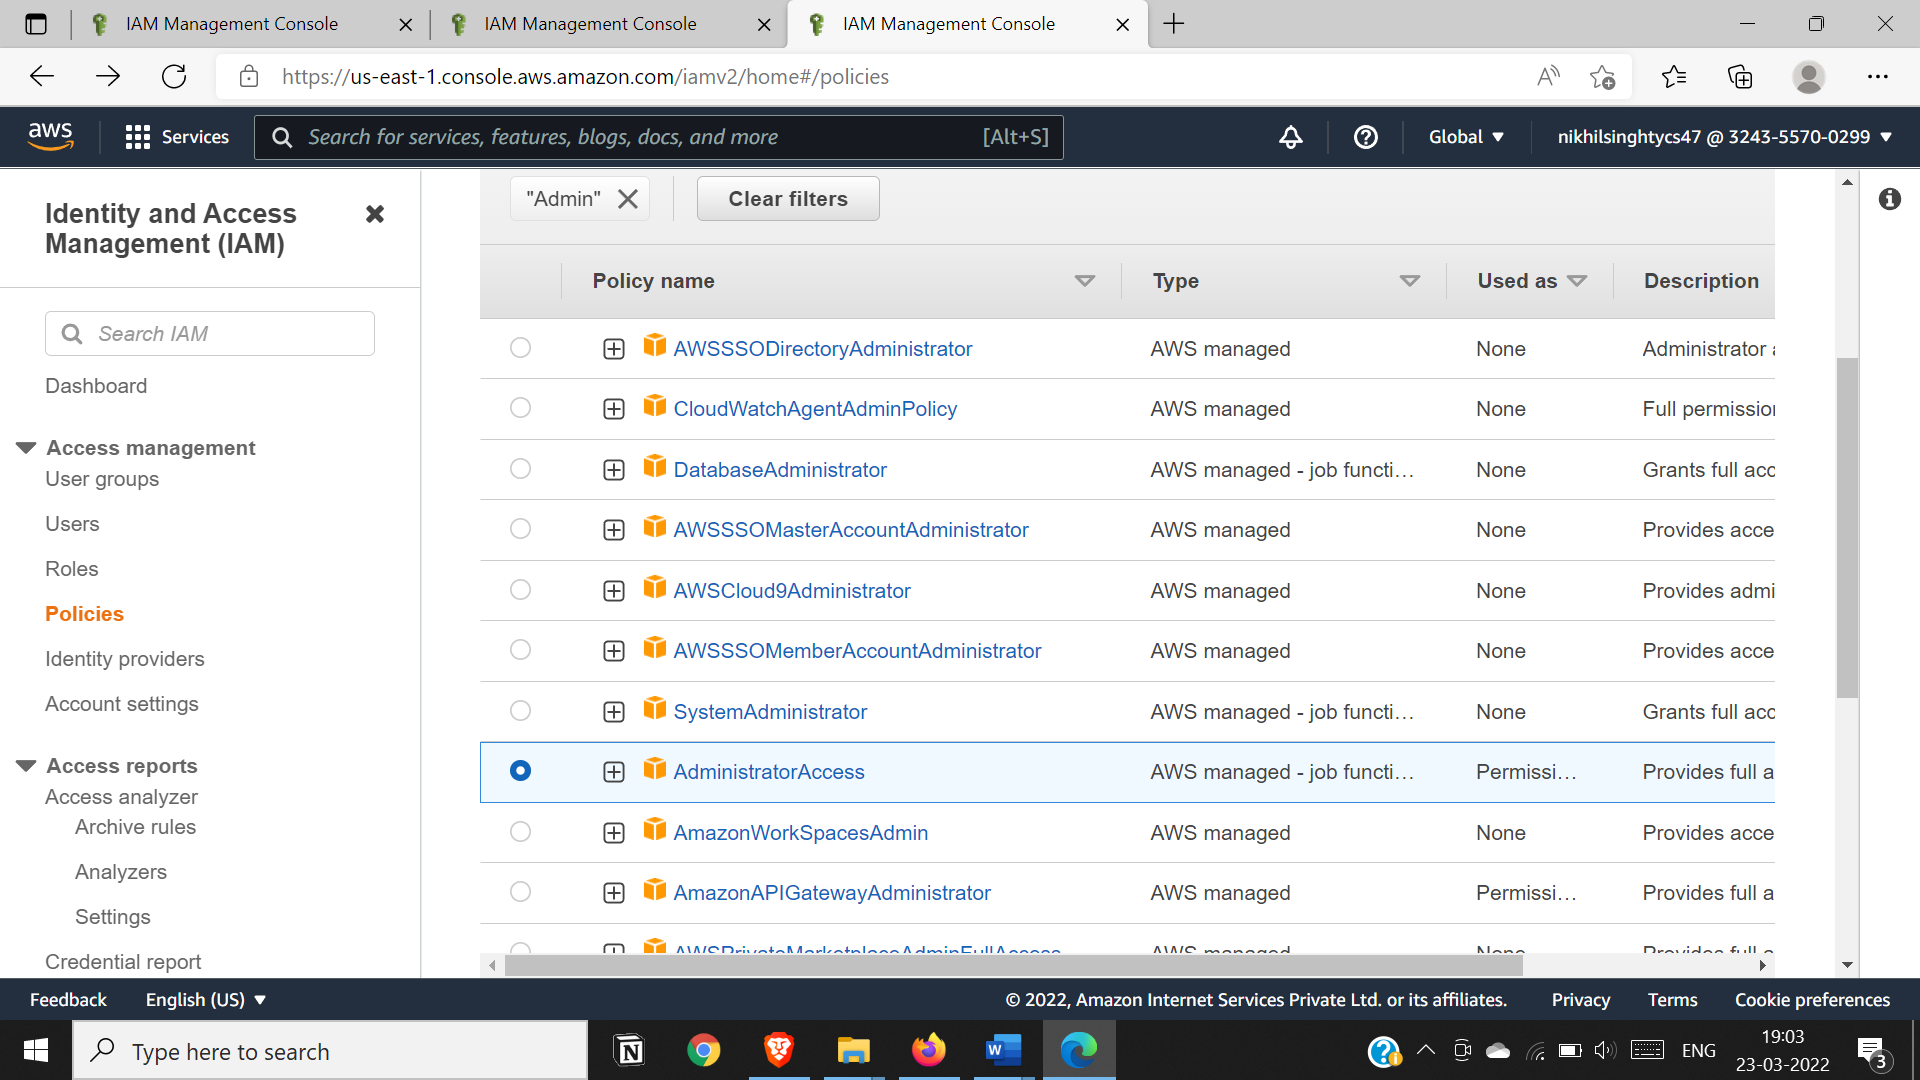 IAM Management Console
IAM Management Console
IAM Management Console
https://us-east-1.console.aws.amazon.com/iamv2/home#/policies
aws
Services
Search for services, features, blogs, docs, and more
[Alt+S]
Global
nikhilsinghtycs47 @ 3243-5570-0299
Identity and Access
Management (IAM)
Search IAM
Dashboard
Access management
User groups
Users
Roles
Policies
Identity providers
Account settings
Access reports
Access analyzer
Archive rules
Analyzers
Settings
Credential report
"Admin"
Clear filters
Policy name Type Used as Description
AWSSSODirectoryAdministrator AWS managed None Administrator
CloudWatchAgentAdminPolicy AWS managed None Full permission
DatabaseAdministrator AWS managed - job functi... None Grants full acc
AWSSSOMasterAccountAdministrator AWS managed None Provides acce
AWSCloud9Administrator AWS managed None Provides admi
AWSSSOMemberAccountAdministrator AWS managed None Provides acce
SystemAdministrator AWS managed - job functi... None Grants full acc
AdministratorAccess AWS managed - job functi... Permissi... Provides full a
AmazonWorkSpacesAdmin AWS managed None Provides acce
AmazonAPIGatewayAdministrator AWS managed Permissi... Provides full a
AWSPrivateMarketplaceAdminFullAccess AWS managed None Provides full a
Feedback
English (US)
© 2022, Amazon Internet Services Private Ltd. or its affiliates.
Privacy
Terms
Cookie preferences
Type here to search
ENG
19:03
23-03-2022
3